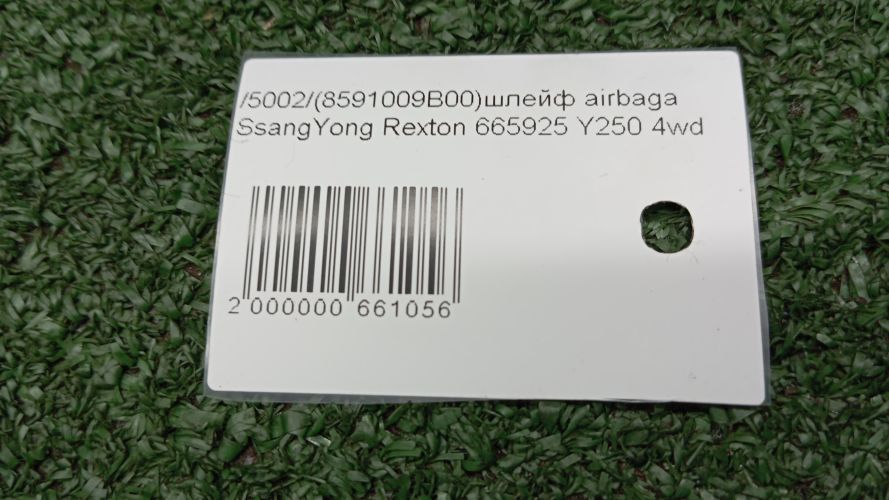 /5002/(8591009B00)шлейф airbaga
SsangYong Rexton 665925 Y250 4wd
2 000000 661056